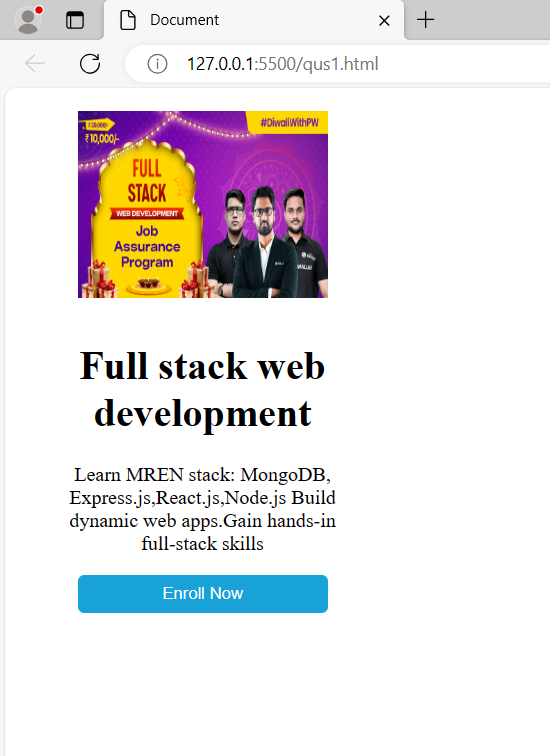 Document
127.0.0.1:5500/qus1.html
#DiwaliWithPW
₹10,000/-
FULL
STACK
WEB DEVELOPMENT
Job
Assurance
Program
Full stack web
development
Learn MREN stack: MongoDB,
Express.js,React.js,Node.js Build
dynamic web apps.Gain hands-in
full-stack skills
Enroll Now